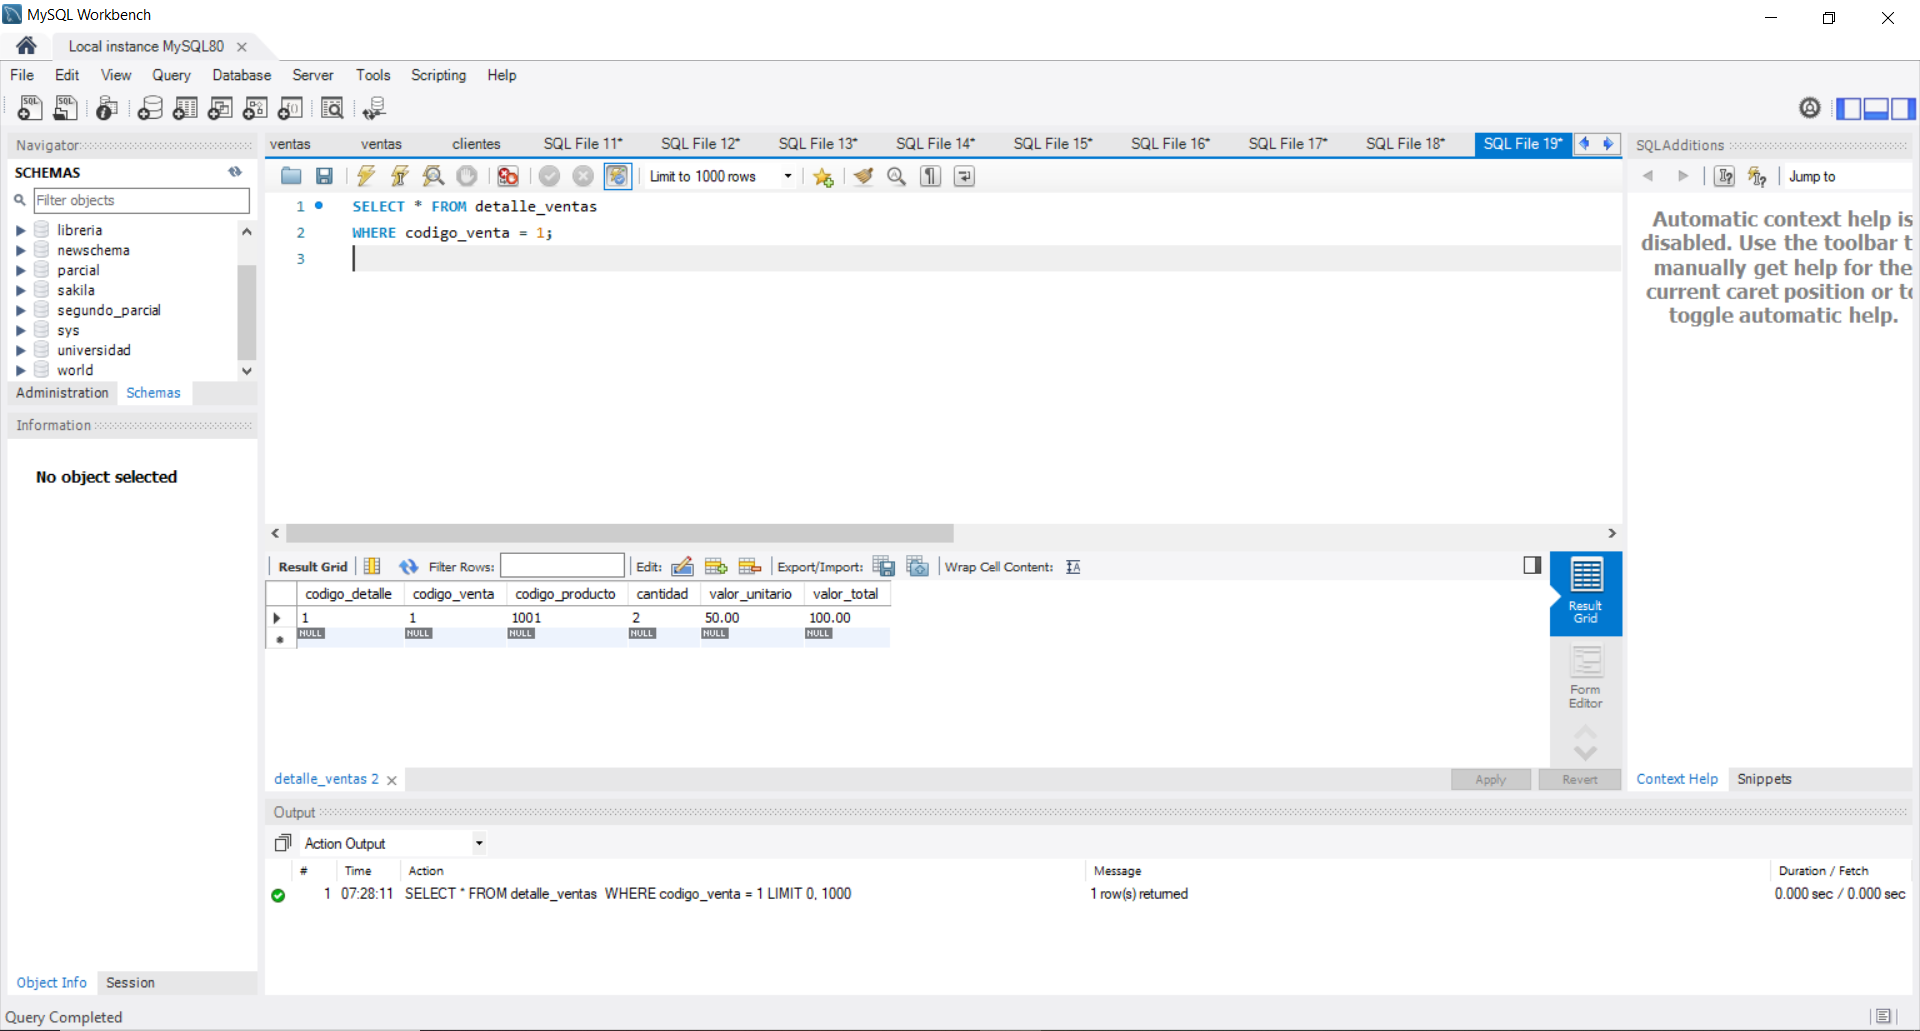 MySQL Workbench
Local instance MySQL80
File Edit View Query Database Server Tools Scripting Help
Navigator
SCHEMAS
Filter objects
libreria
newschema
parcial
sakila
segundo_parcial
sys
universidad
world
Administration Schemas
Information
No object selected
Object Info Session
ventas ventas clientes SQL File 11* SQL File 12* SQL File 13* SQL File 14* SQL File 15* SQL File 16* SQL File 17* SQL File 18* SQL File 19*
Limit to 1000 rows
1 SELECT * FROM detalle_ventas
2 WHERE codigo_venta = 1;
3
Result Grid Filter Rows: Edit: Export/Import: Wrap Cell Content:
codigo_detalle codigo_venta codigo_producto cantidad valor_unitario valor_total
1 1 1001 2 50.00 100.00
NULL NULL NULL NULL NULL NULL
Result
Grid
Form
Editor
detalle_ventas 2
Apply Revert
SQLAdditions
Jump to
Automatic context help is
disabled. Use the toolbar t
manually get help for the
current caret position or to
toggle automatic help.
Context Help Snippets
Output
Action Output
# Time Action Message Duration / Fetch
1 07:28:11 SELECT * FROM detalle_ventas WHERE codigo_venta = 1 LIMIT 0, 1000 1 row(s) returned 0.000 sec / 0.000 sec
Query Completed